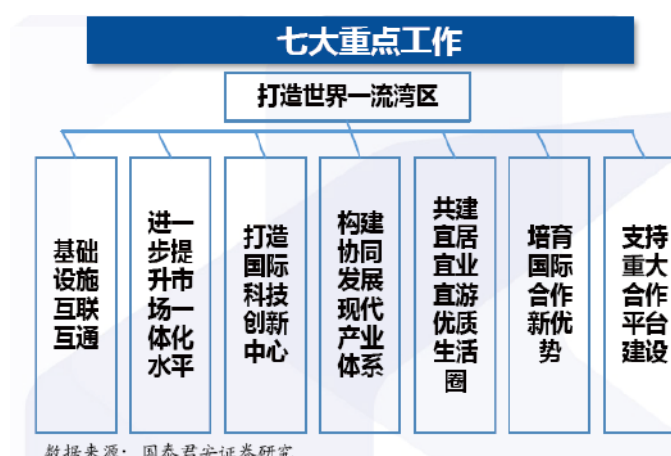 七大重点工作
打造世界一流湾区
基础
设施
互联
互通
进一
步提
升市
场一
体化
水平
打造
国际
科技
创新
中心
构建
协同
发展
现代
产业
体系
共建
宜居
宜业
宜游
优质
生活
圈
培育
国际
合作
新优
势
支持
重大
合作
平台
建设
数据来源：国泰君安证券研究